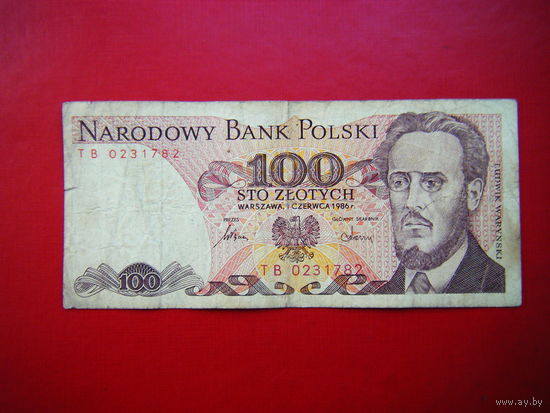 NARODOWY BANK POLSKI
TB 0231782
100
STO ZŁOTYCH
WARSZAWA, 1 CZERWCA 1986 r.
PREZES
GŁÓWNY SKARBNIK
TB 0231782
100
LUDWIK WARYŃSKI
www.ay.by